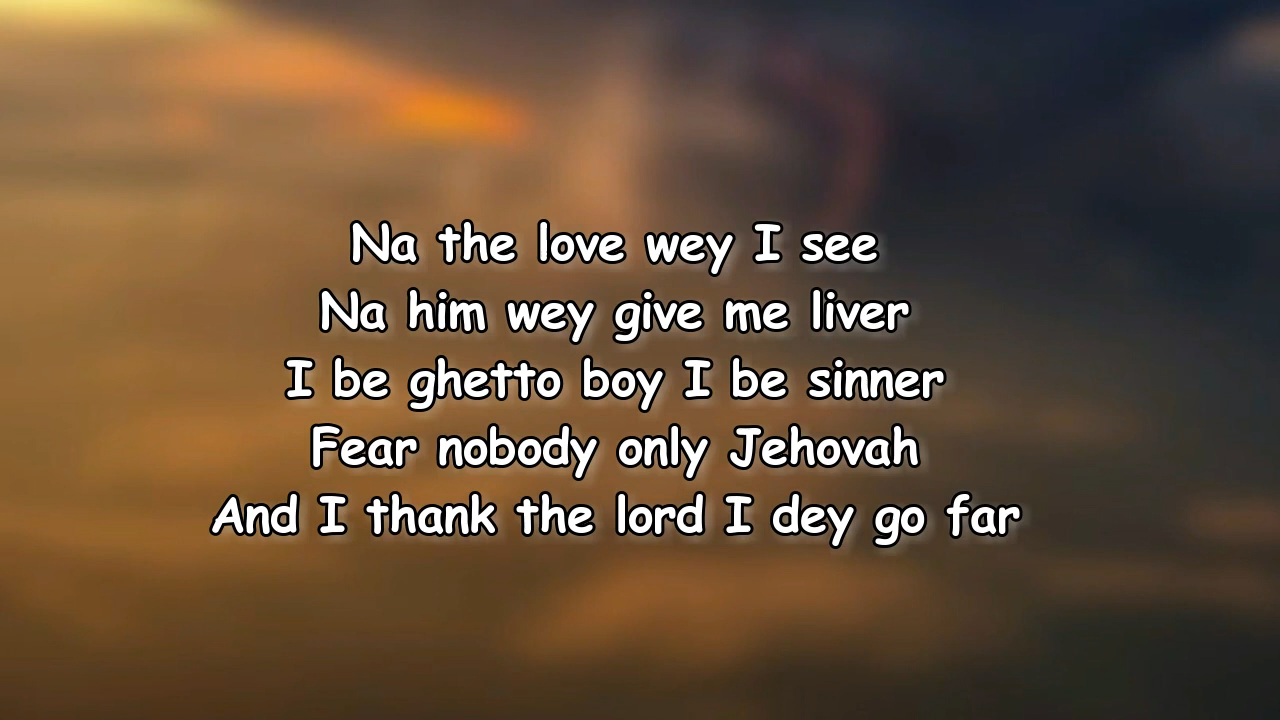 Na the love wey I see
Na him wey give me liver
I be ghetto boy I be sinner
Fear nobody only Jehovah
And I thank the lord I dey go far